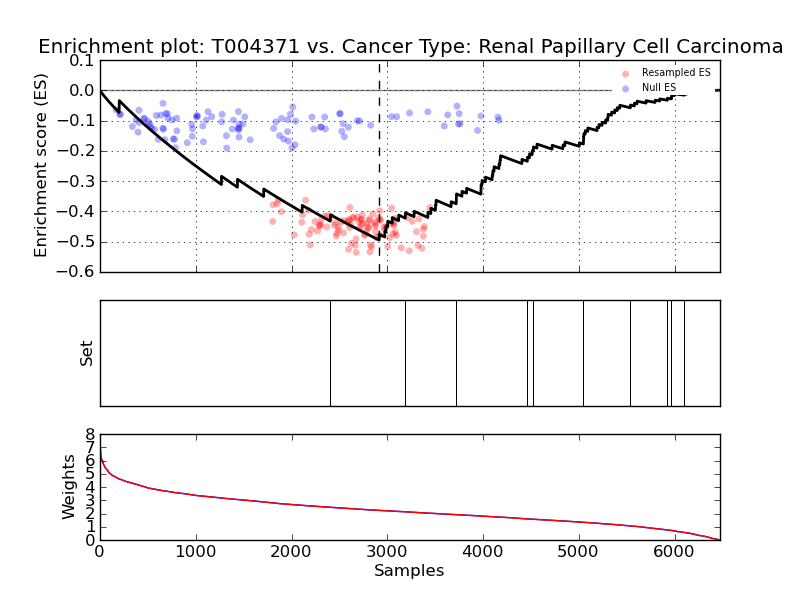 Enrichment plot: T004371 vs. Cancer Type: Renal Papillary Cell Carcinoma
0.1
0.0
−0.1
−0.2
−0.3
−0.4
−0.5
−0.6
Enrichment score (ES)
Resampled ES
Null ES
Set
8
7
6
5
4
3
2
1
0
Weights
0 1000 2000 3000 4000 5000 6000
Samples